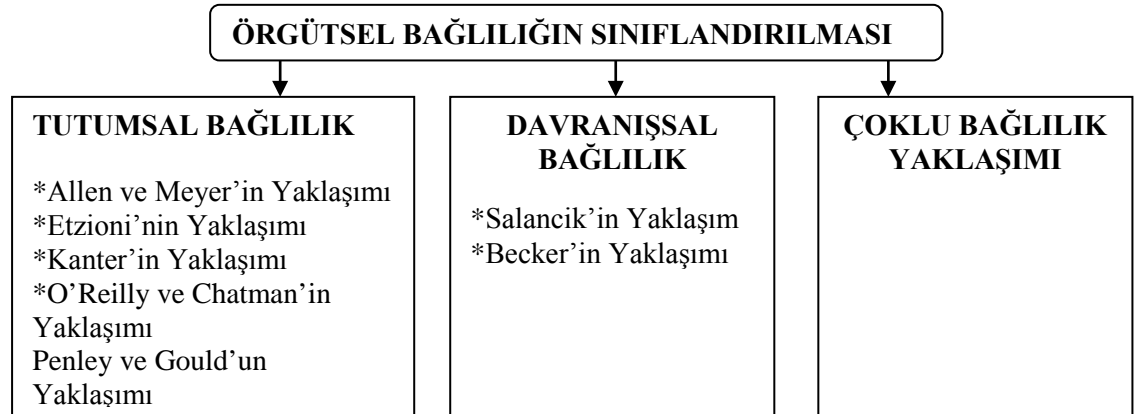 ÖRGÜTSEL BAĞLILIĞIN SINIFLANDIRILMASI
TUTUMSAL BAĞLILIK
*Allen ve Meyer’in Yaklaşımı
*Etzioni’nin Yaklaşımı
*Kanter’in Yaklaşımı
*O’Reilly ve Chatman’in
Yaklaşımı
Penley ve Gould’un
Yaklaşımı
DAVRANIŞSAL
BAĞLILIK
*Salancik’in Yaklaşım
*Becker’in Yaklaşımı
ÇOKLU BAĞLILIK
YAKLAŞIMI